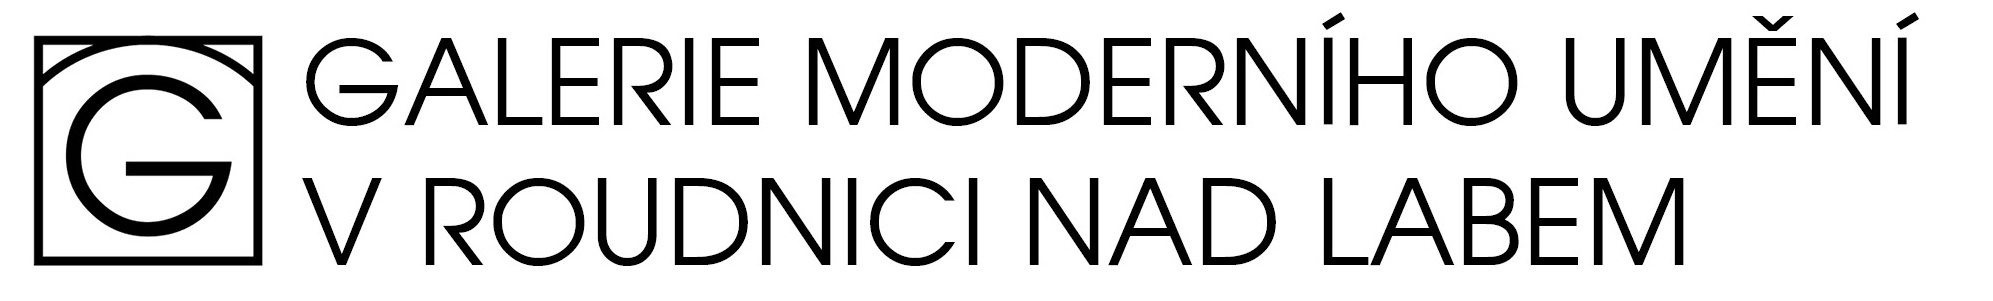 G
GALERIE MODERNÍHO UMĚNÍ
V ROUDNICI NAD LABEM